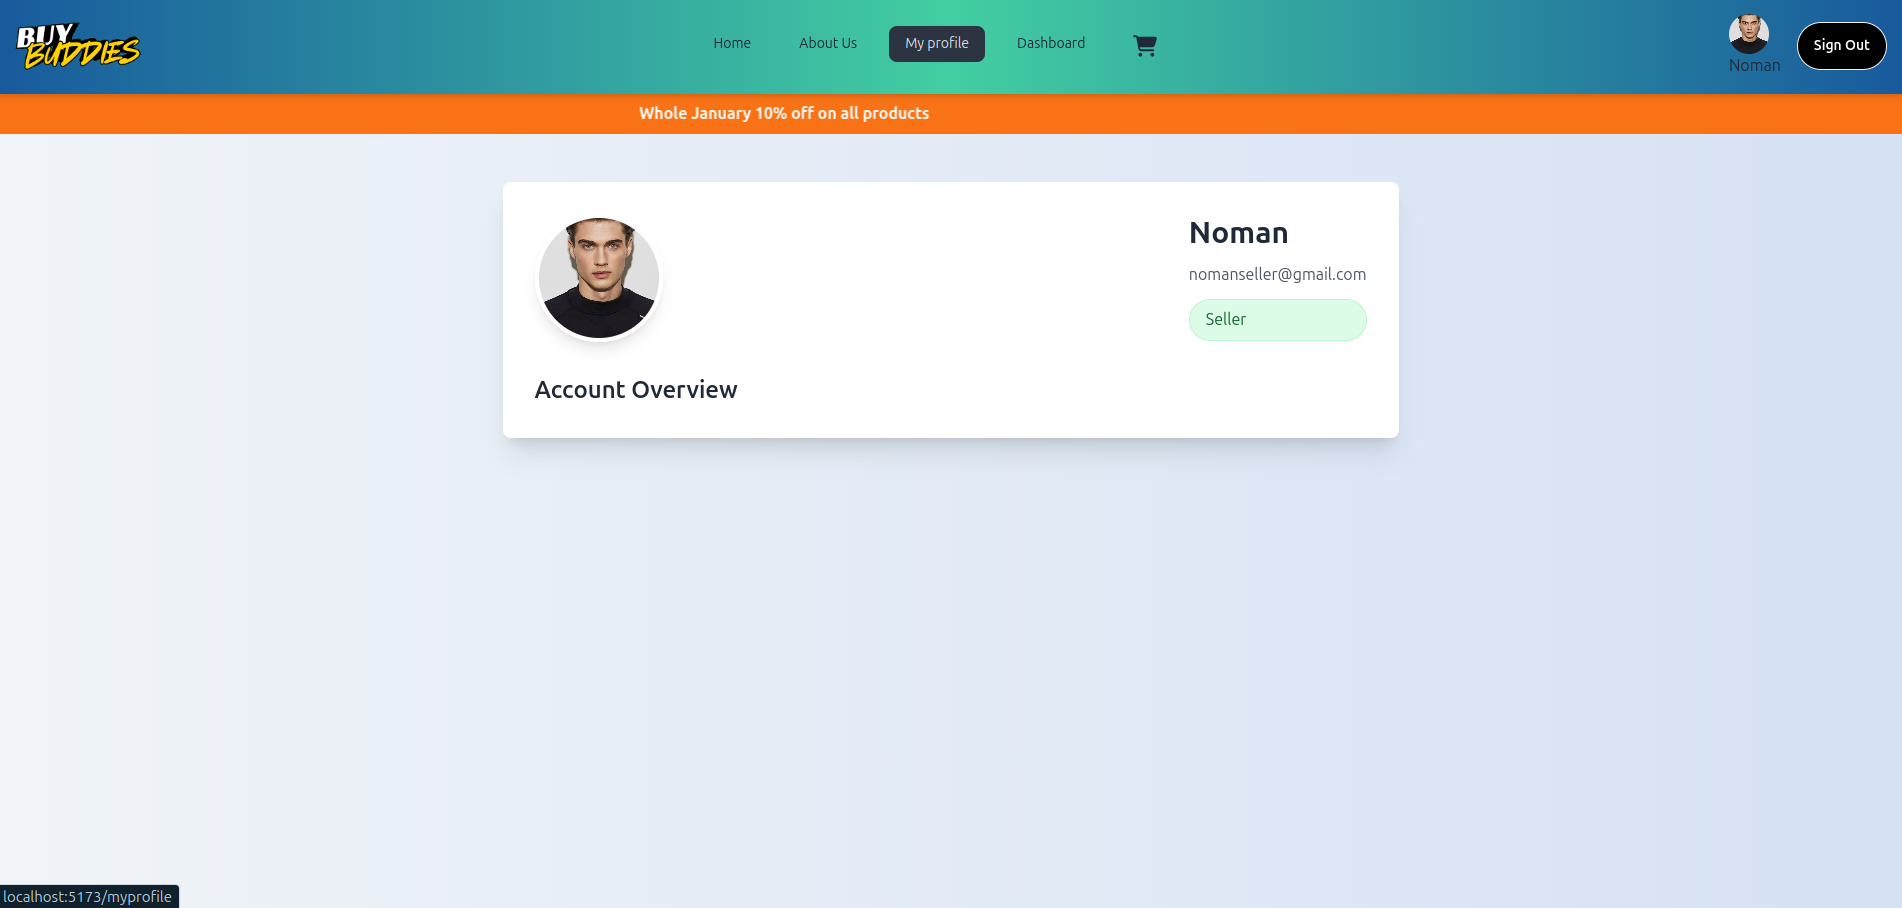 BUY
BUDDIES
Home
About Us
My profile
Dashboard
Noman
Sign Out
Whole January 10% off on all products
Noman
nomanseller@gmail.com
Seller
Account Overview
localhost:5173/myprofile